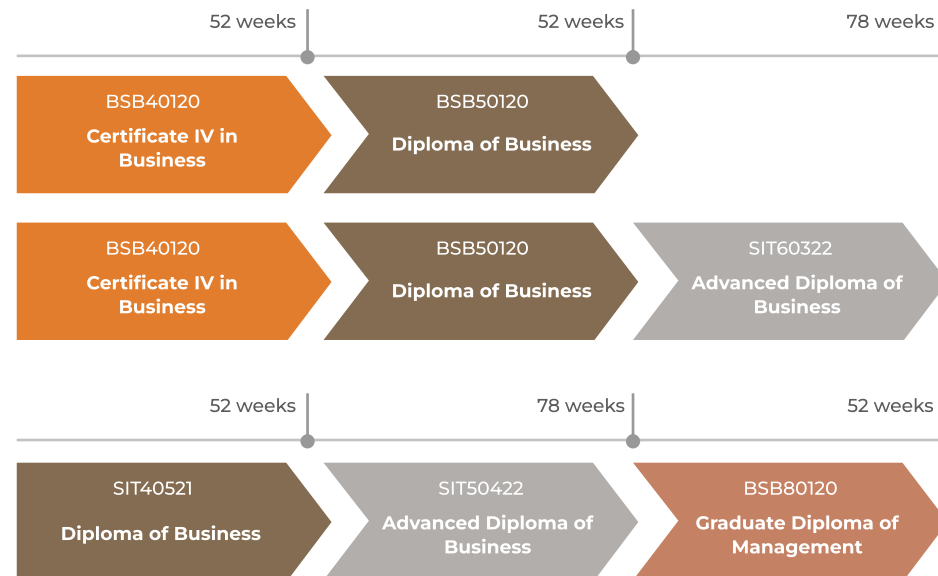 52 weeks
52 weeks
78 weeks
BSB40120
Certificate IV in
Business
BSB50120
Diploma of Business
BSB40120
Certificate IV in
Business
BSB50120
Diploma of Business
SIT60322
Advanced Diploma of
Business
52 weeks
78 weeks
52 weeks
SIT40521
Diploma of Business
SIT50422
Advanced Diploma of
Business
BSB80120
Graduate Diploma of
Management